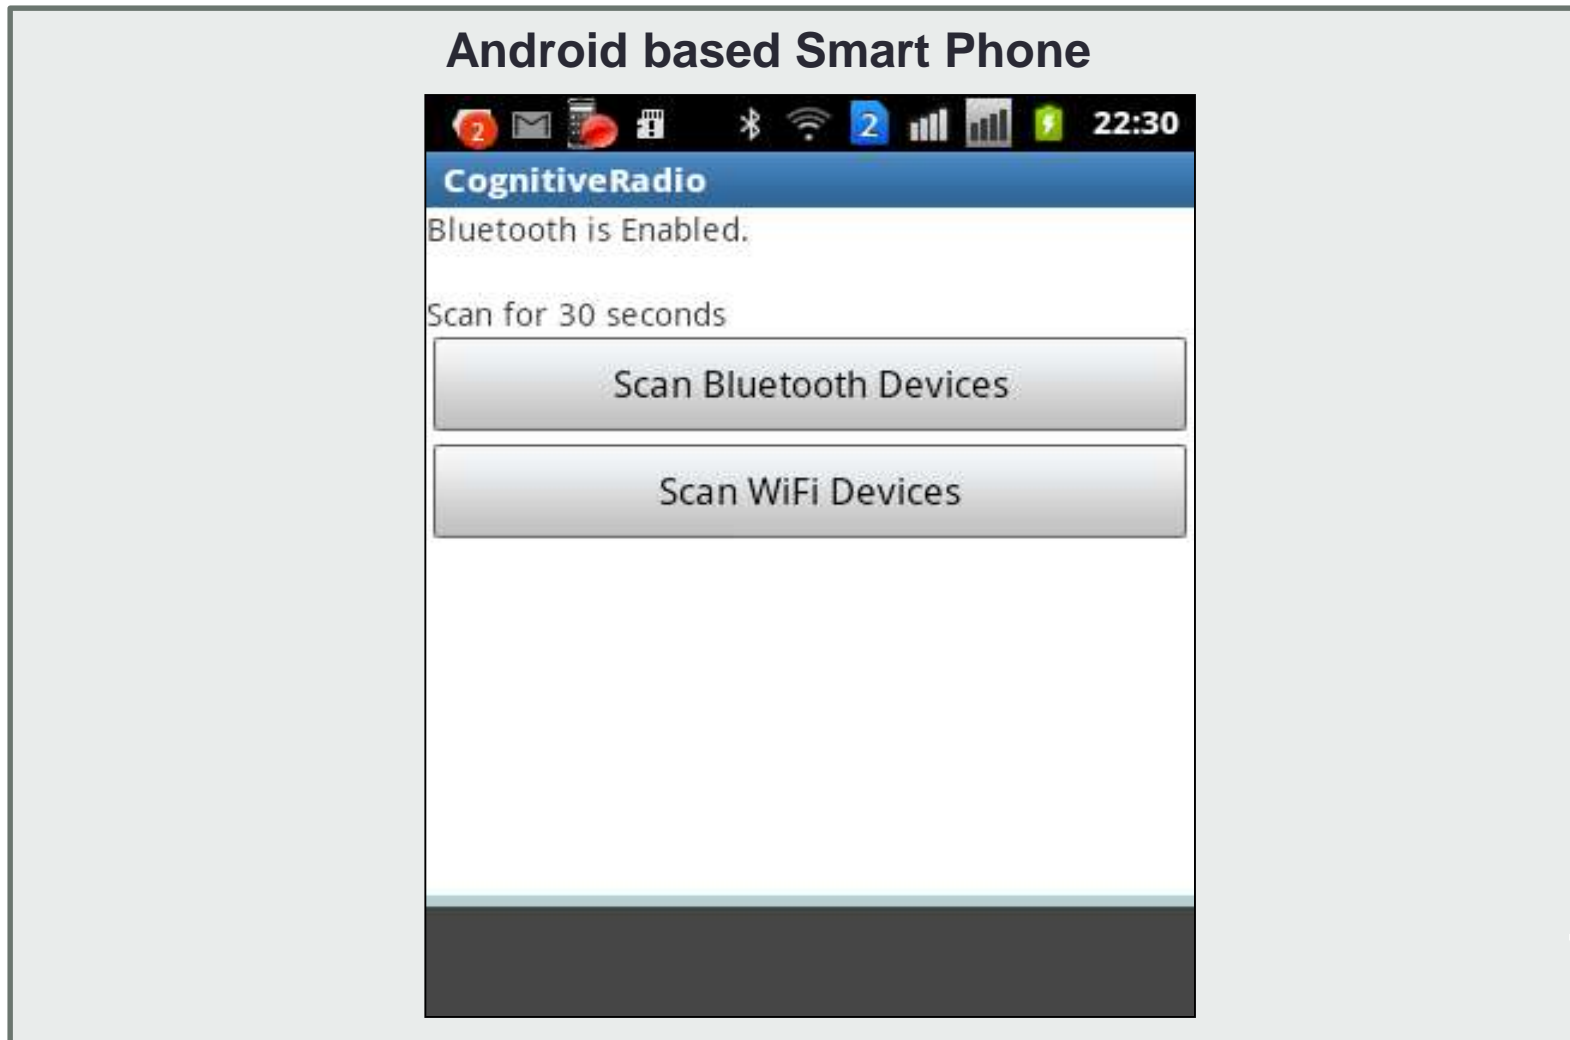 Android based Smart Phone
2 2 22:30
CognitiveRadio
Bluetooth is Enabled.
Scan for 30 seconds
Scan Bluetooth Devices
Scan WiFi Devices